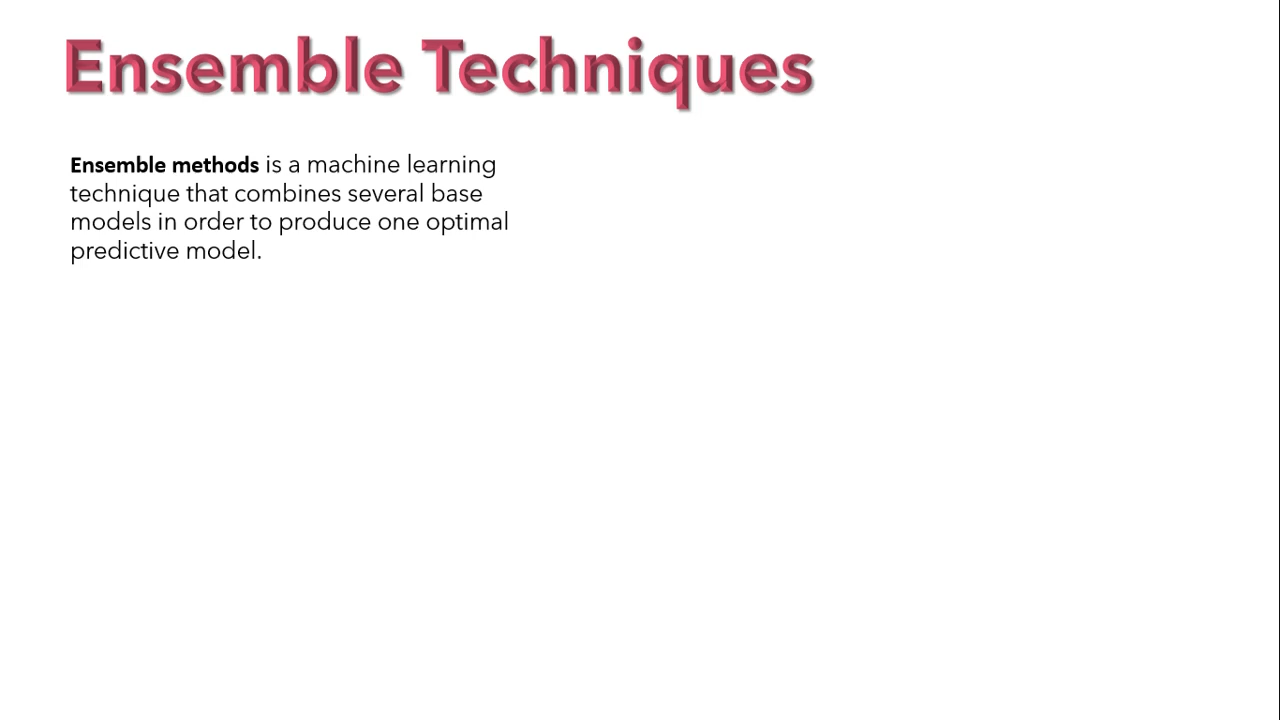 Ensemble Techniques
Ensemble methods is a machine learning
technique that combines several base
models in order to produce one optimal
predictive model.